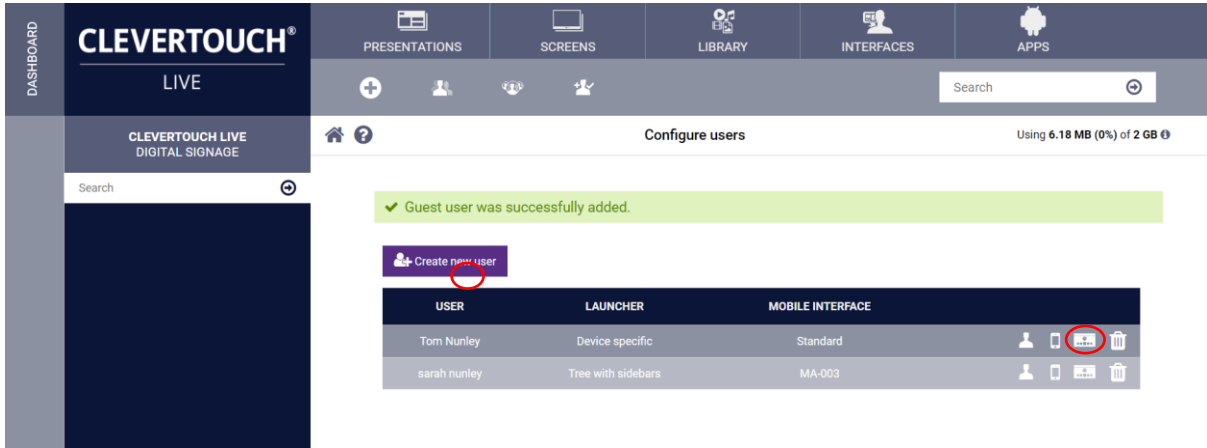 DASHBOARD
CLEVERTOUCH®
LIVE
PRESENTATIONS
SCREENS
LIBRARY
INTERFACES
APPS
Search
CLEVERTOUCH LIVE
DIGITAL SIGNAGE
Search
Configure users
Using 6.18 MB (0%) of 2 GB
Guest user was successfully added.
Create new user
USER LAUNCHER MOBILE INTERFACE
Tom Nunley Device specific Standard
sarah nunley Tree with sidebars MA-003